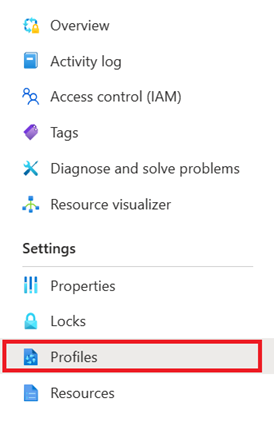 Overview
Activity log
Access control (IAM)
Tags
Diagnose and solve problems
Resource visualizer
Settings
Properties
Locks
Profiles
Resources